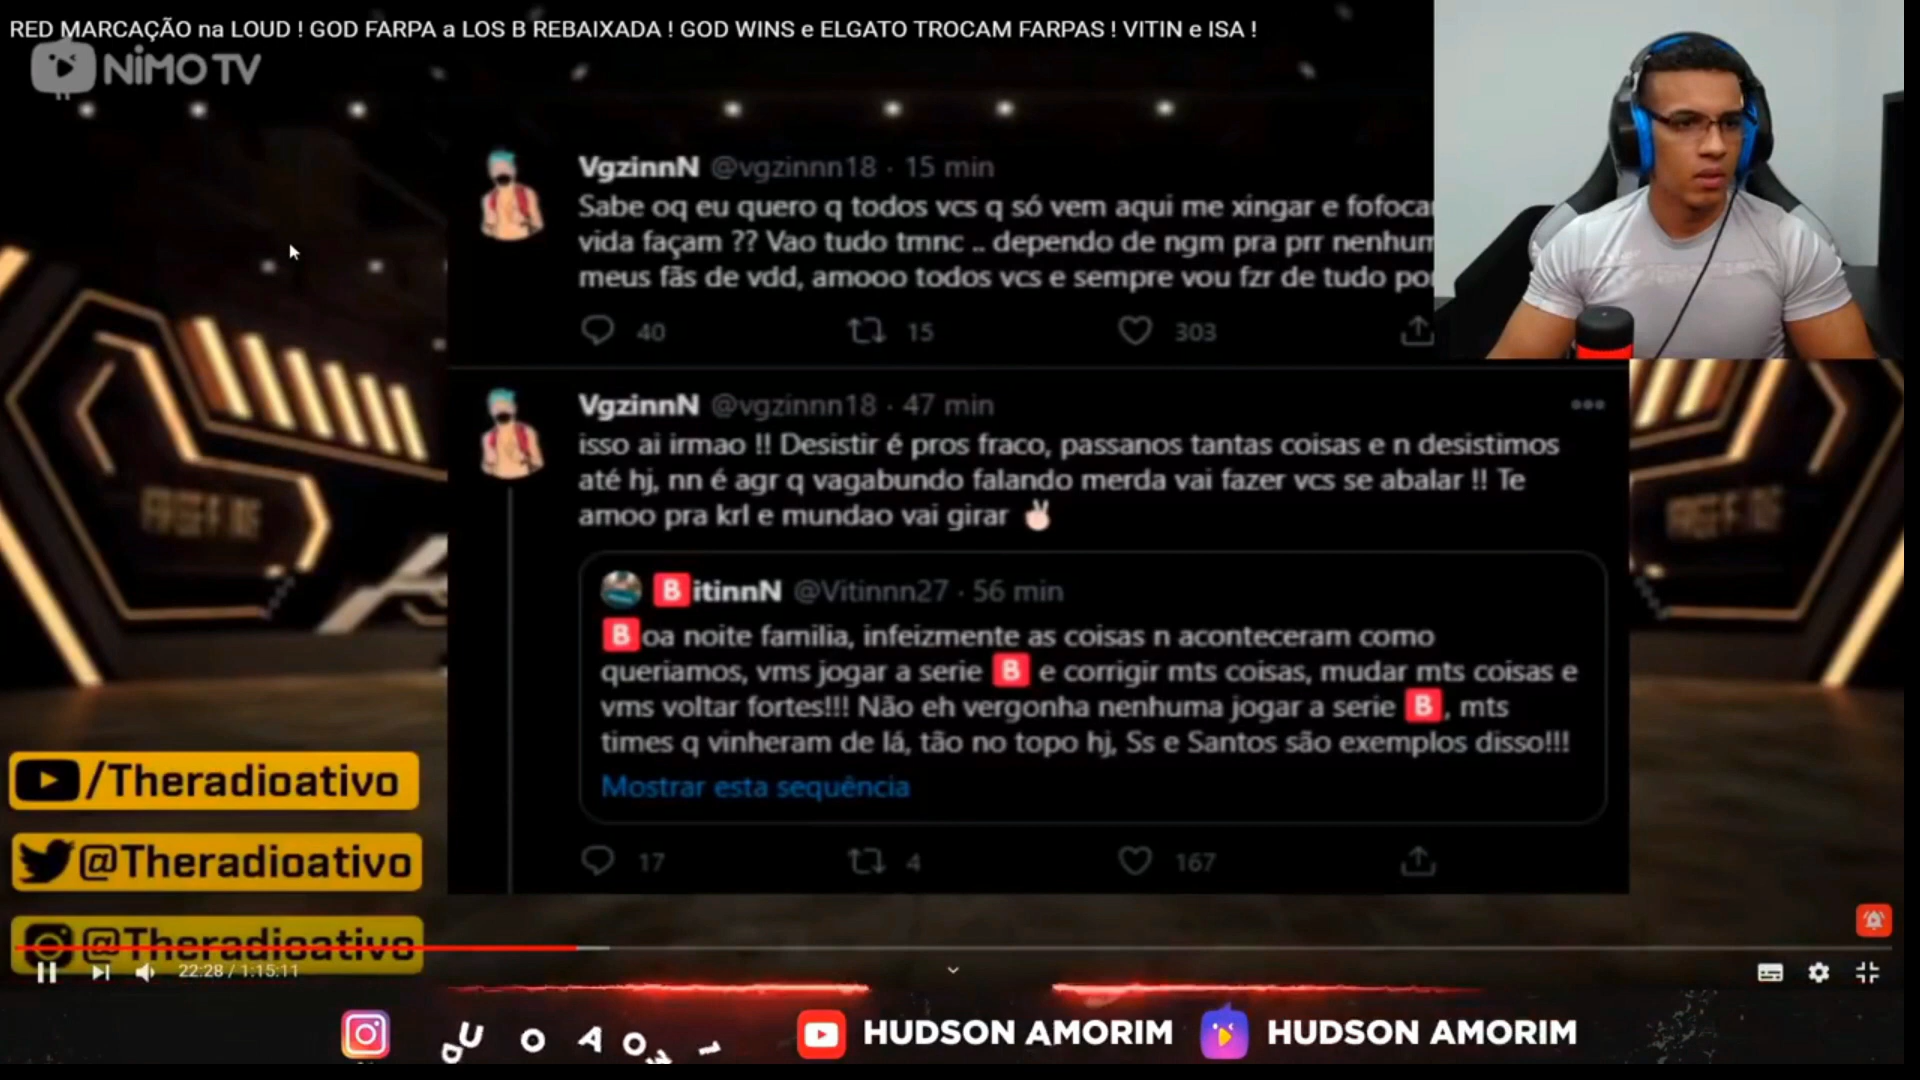 RED MARCAÇÃO na LOUD ! GOD FARPA a LOS B REBAIXADA ! GOD WINS e ELGATO TROCAM FARPAS ! VITIN e ISA !
NiMO TV
VgzinnN @vgzinnn18 · 15 min
Sabe oq eu quero q todos vcs q só vem aqui me xingar e fofocar
vida façam ?? Vao tudo tmnc .. dependo de ngm pra prr nenhum
meus fãs de vdd, amooo todos vcs e sempre vou fzr de tudo por
40 15 303
VgzinnN @vgzinnn18 · 47 min
isso ai irmao !! Desistir é pros fraco, passanos tantas coisas e n desistimos
até hj, nn é agr q vagabundo falando merda vai fazer vcs se abalar !! Te
amoo pra krl e mundao vai girar ✌🏻
🅱itinnN @Vitinnn27 · 56 min
🅱oa noite familia, infeizmente as coisas n aconteceram como
queriamos, vms jogar a serie 🅱 e corrigir mts coisas, mudar mts coisas e
vms voltar fortes!!! Não eh vergonha nenhuma jogar a serie 🅱, mts
times q vinheram de lá, tão no topo hj, Ss e Santos são exemplos disso!!!
Mostrar esta sequência
17 4 167
/Theradioativo
@Theradioativo
@Theradioativo
22:28 / 1:15:11
HUDSON AMORIM
HUDSON AMORIM